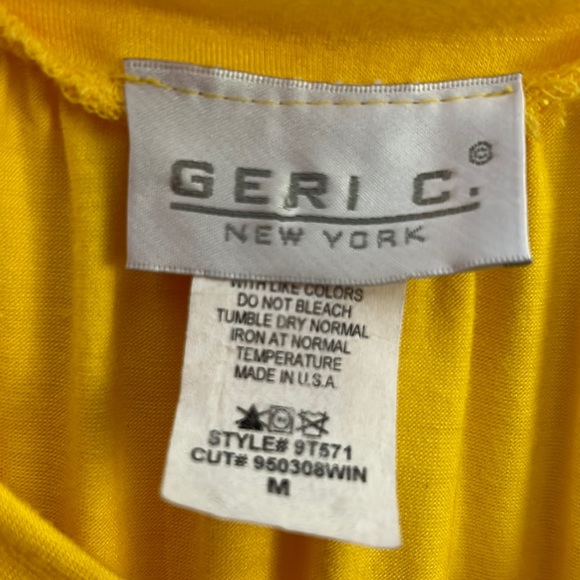 GERI C.®
NEW YORK
WITH LIKE COLORS
DO NOT BLEACH
TUMBLE DRY NORMAL
IRON AT NORMAL
TEMPERATURE
MADE IN U.S.A.
STYLE# 9T571
CUT# 950308WIN
M